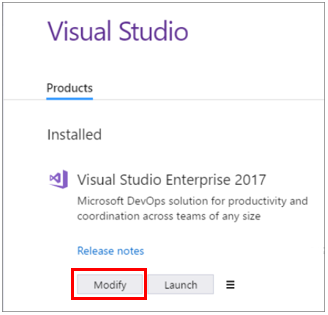 Visual Studio
Products
Installed
Visual Studio Enterprise 2017
Microsoft DevOps solution for productivity and
coordination across teams of any size
Release notes
Modify Launch